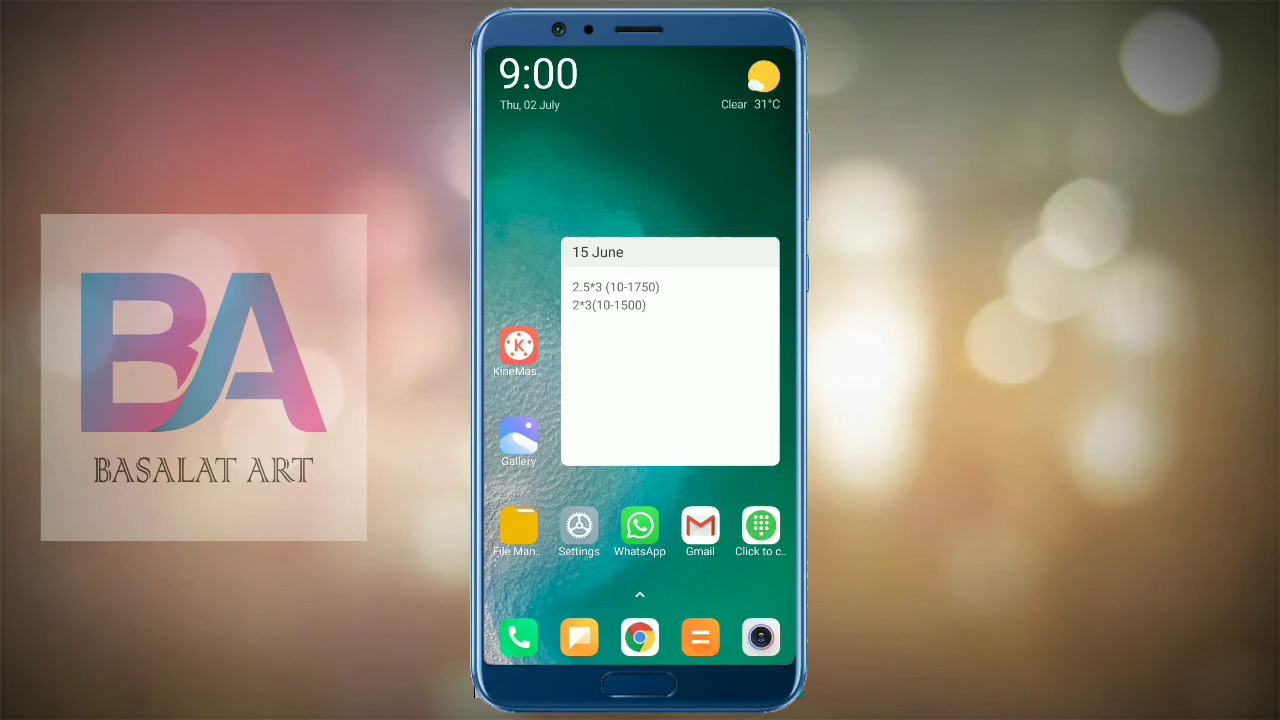 BA
BASALAT ART
9:00
Thu, 02 July
Clear 31°C
15 June
2.5*3 (10-1750)
2*3(10-1500)
KineMas..
Gallery
File Man..
Settings
WhatsApp
Gmail
Click to c..